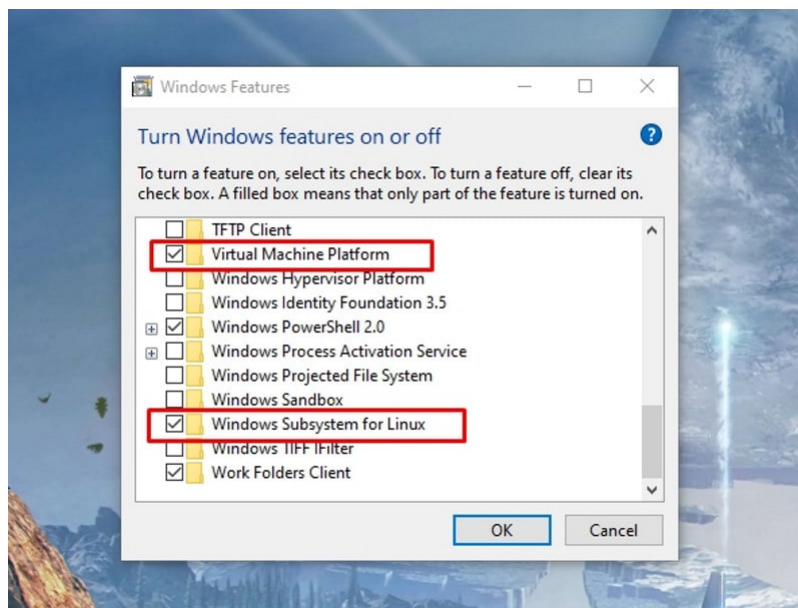 Windows Features
Turn Windows features on or off
To turn a feature on, select its check box. To turn a feature off, clear its
check box. A filled box means that only part of the feature is turned on.
TFTP Client
Virtual Machine Platform
Windows Hypervisor Platform
Windows Identity Foundation 3.5
Windows PowerShell 2.0
Windows Process Activation Service
Windows Projected File System
Windows Sandbox
Windows Subsystem for Linux
Windows TIFF IFilter
Work Folders Client
OK
Cancel